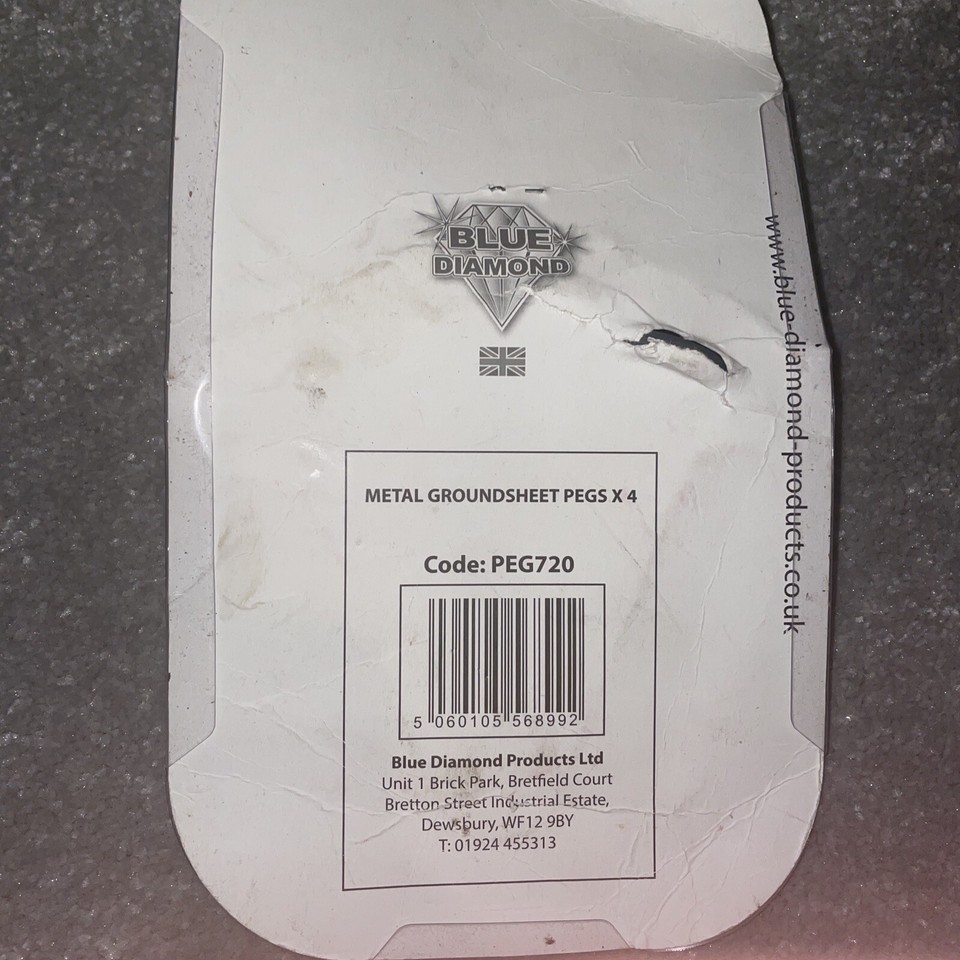 BLUE
DIAMOND
www.blue-diamond-products.co.uk
METAL GROUNDSHEET PEGS X 4
Code: PEG720
5 060105 568992
Blue Diamond Products Ltd
Unit 1 Brick Park, Bretfield Court
Bretton Street Industrial Estate,
Dewsbury, WF12 9BY
T: 01924 455313